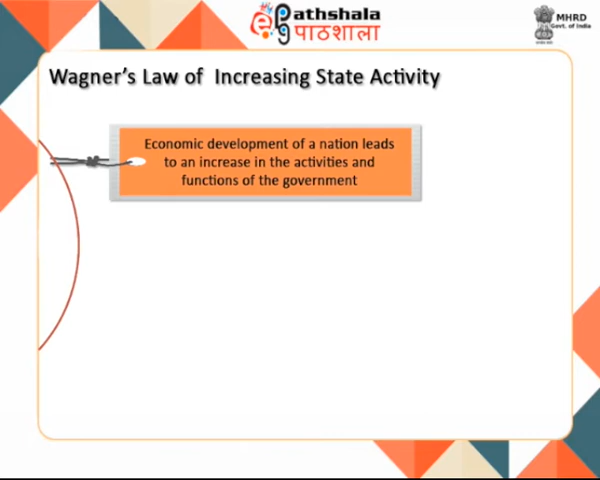 ePathshala
पाठशाला
MHRD
Govt. of India
Wagner's Law of Increasing State Activity
Economic development of a nation leads
to an increase in the activities and
functions of the government